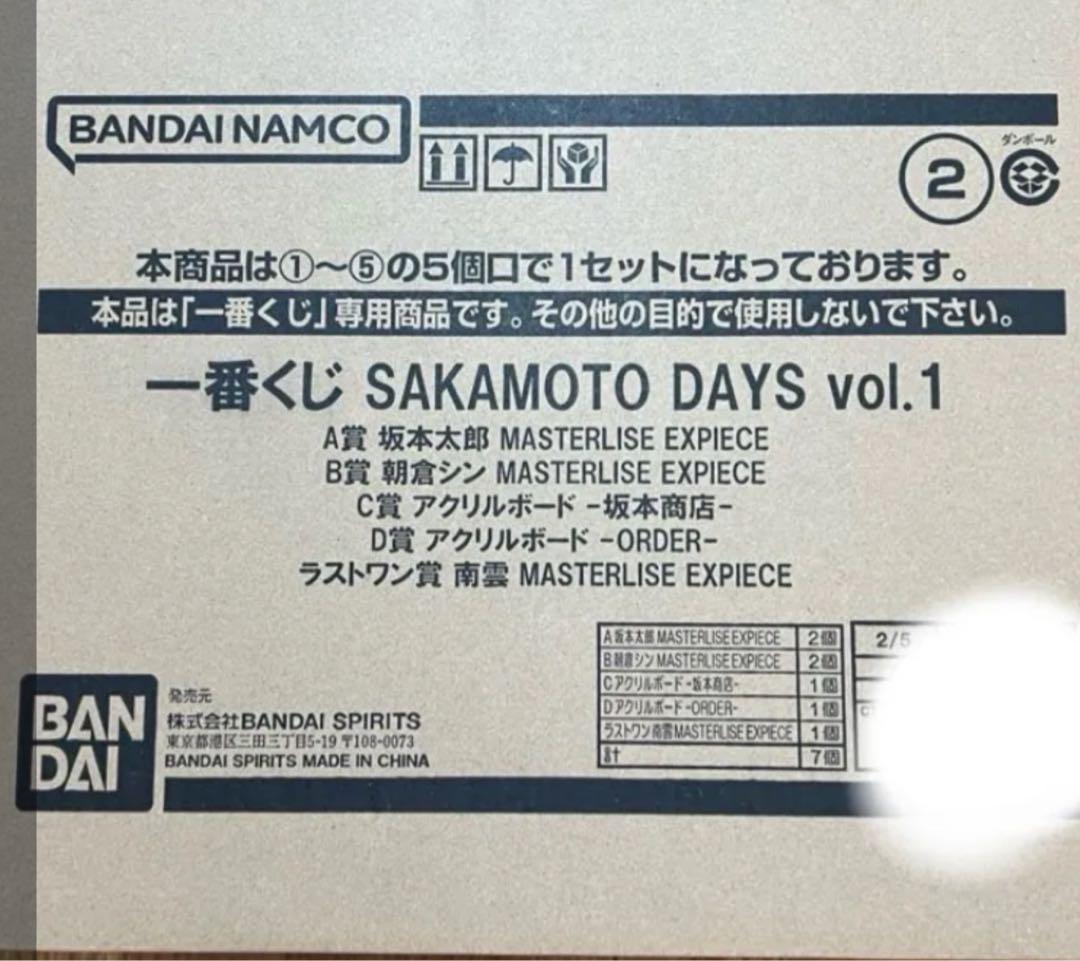 BANDAI NAMCO
2
ダンボール
本商品は①～⑤の5個口で1セットになっております。
本品は｢一番くじ｣専用商品です。その他の目的で使用しないで下さい。
一番くじ SAKAMOTO DAYS vol.1
A賞 坂本太郎 MASTERLISE EXPIECE
B賞 朝倉シン MASTERLISE EXPIECE
C賞 アクリルボード -坂本商店-
D賞 アクリルボード -ORDER-
ラストワン賞 南雲 MASTERLISE EXPIECE
A坂本太郎 MASTERLISE EXPIECE 2個
B朝倉シン MASTERLISE EXPIECE 2個
Cアクリルボード -坂本商店- 1個
Dアクリルボード -ORDER- 1個
ラストワン南雲 MASTERLISE EXPIECE 1個
計 7個
2/5
BAN
DAI
発売元
株式会社BANDAI SPIRITS
東京都港区三田三丁目5-19 〒108-0073
BANDAI SPIRITS MADE IN CHINA